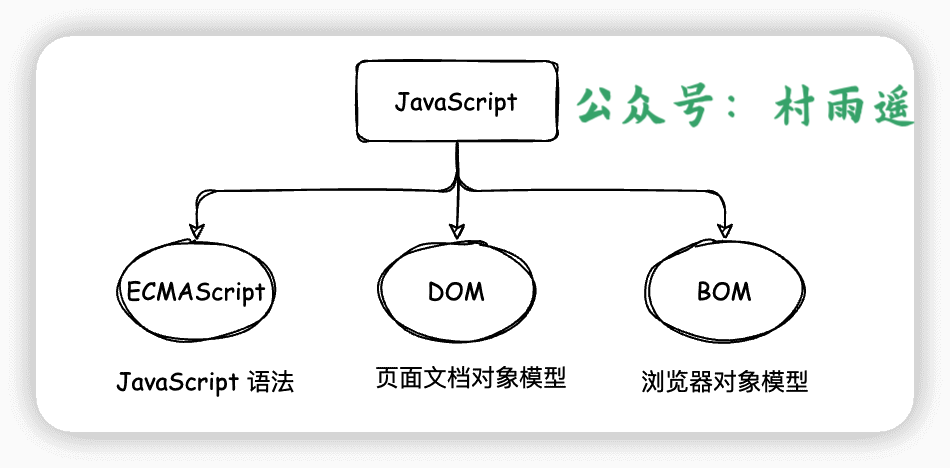 JavaScript
公众号：村雨遥
ECMAScript
DOM
BOM
JavaScript 语法
页面文档对象模型
浏览器对象模型